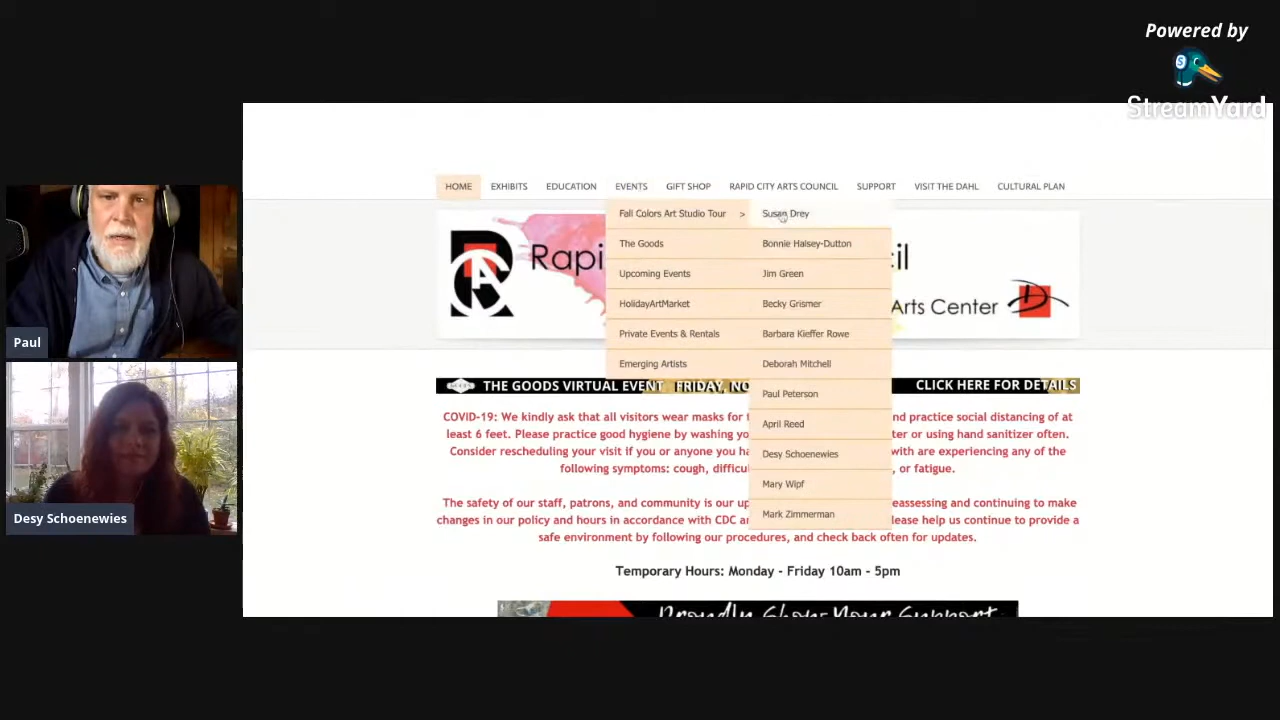 Powered by
StreamYard
HOME EXHIBITS EDUCATION EVENTS GIFT SHOP RAPID CITY ARTS COUNCIL SUPPORT VISIT THE DAHL CULTURAL PLAN
Fall Colors Art Studio Tour >
The Goods
Upcoming Events
HolidayArtMarket
Private Events & Rentals
Emerging Artists
Susan Drey
Bonnie Halsey-Dutton
Jim Green
Becky Grismer
Barbara Kieffer Rowe
Deborah Mitchell
Paul Peterson
April Reed
Desy Schoenewies
Mary Wipf
Mark Zimmerman
RCAC
Rapi il
Arts Center D
THE GOODS VIRTUAL EVENT FRIDAY, NO CLICK HERE FOR DETAILS
COVID-19: We kindly ask that all visitors wear masks for nd practice social distancing of at
least 6 feet. Please practice good hygiene by washing yo ter or using hand sanitizer often.
Consider rescheduling your visit if you or anyone you ha with are experiencing any of the
following symptoms: cough, difficul , or fatigue.
The safety of our staff, patrons, and community is our up eassessing and continuing to make
changes in our policy and hours in accordance with CDC ar lease help us continue to provide a
safe environment by following our procedures, and check back often for updates.
Temporary Hours: Monday - Friday 10am - 5pm
Proudly Show Your Support
Paul
Desy Schoenewies